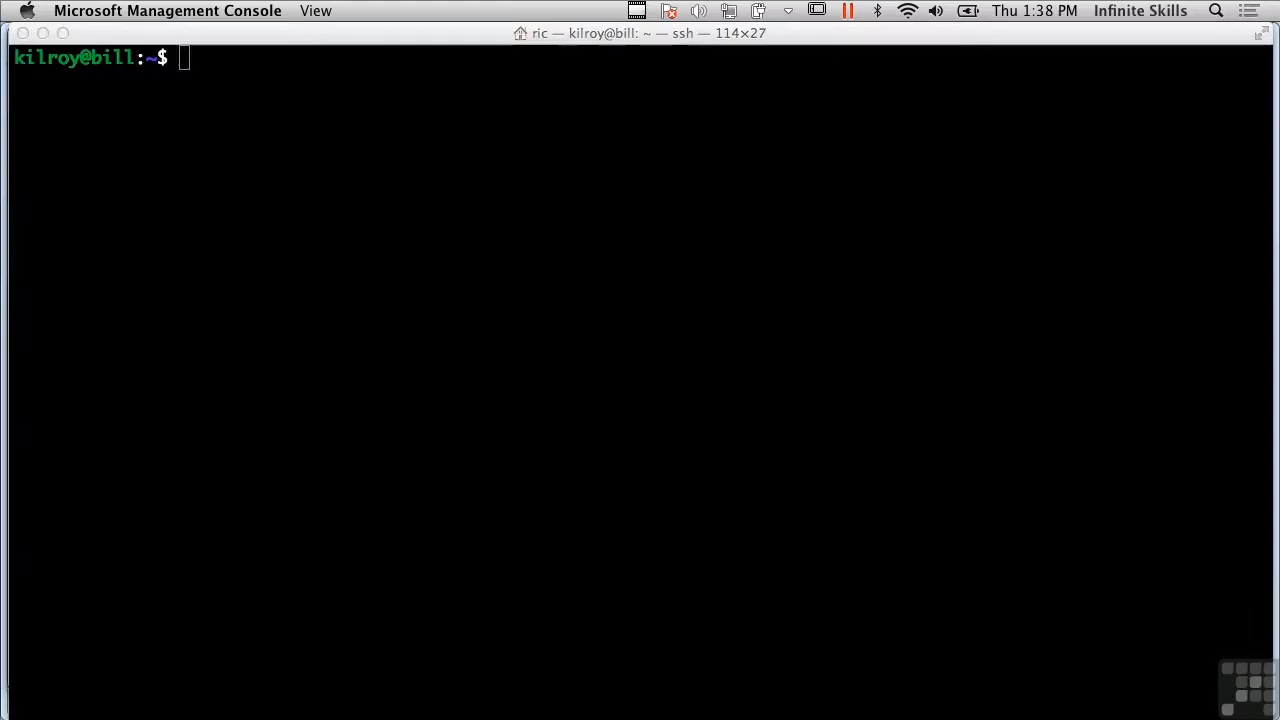 Microsoft Management Console View Thu 1:38 PM Infinite Skills
ric — kilroy@bill: ~ — ssh — 114×27
kilroy@bill:~$